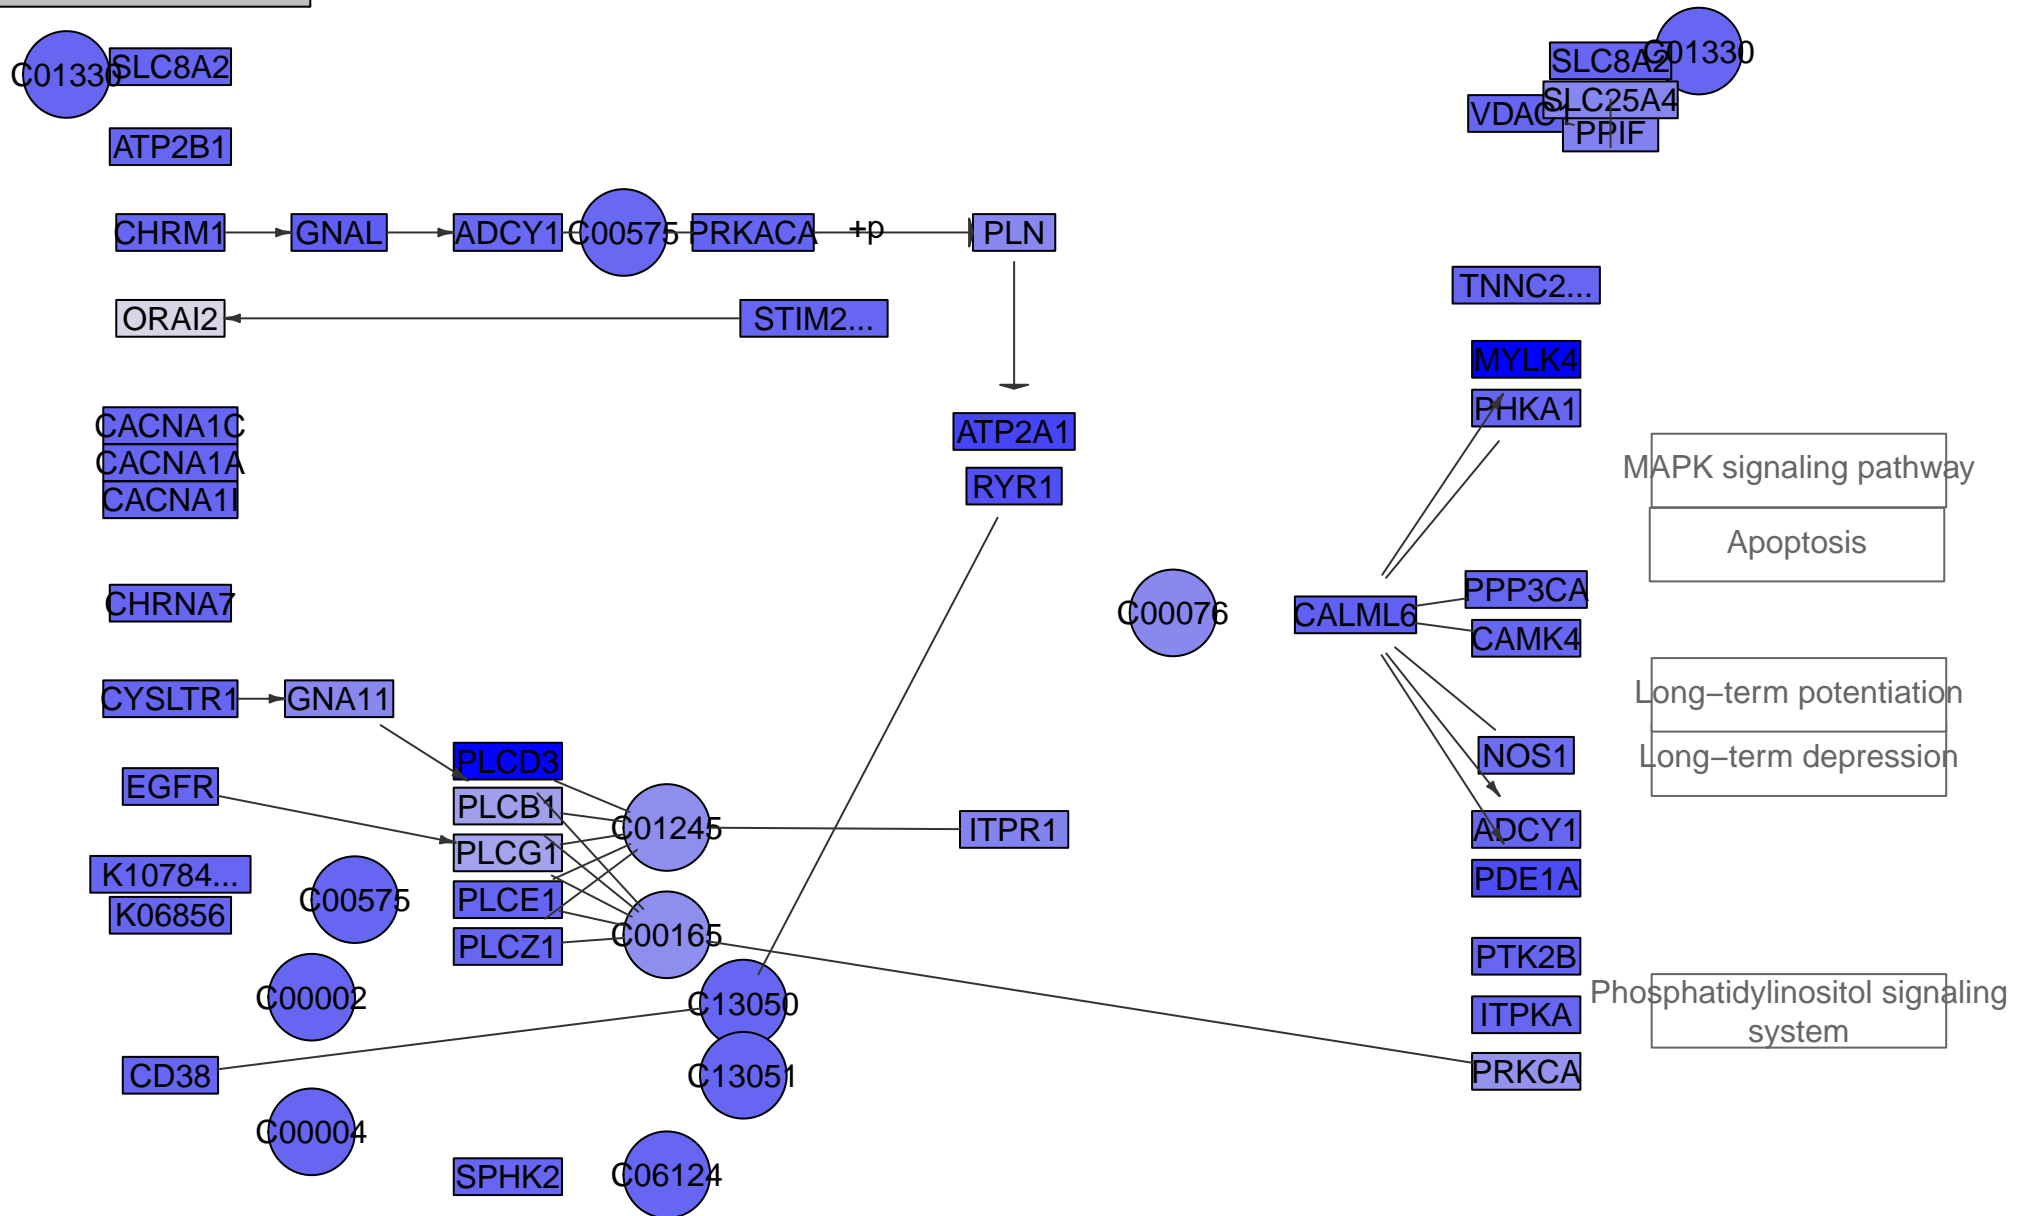 C01330
SLC8A2
SLC8A2
C01330
SLC25A4
VDAC1
PPIF
ATP2B1
CHRM1
GNAL
ADCY1
C00575
PRKACA
+p
PLN
TNNC2...
ORAI2
STIM2...
MYLK4
PHKA1
CACNA1C
CACNA1A
CACNA1I
ATP2A1
RYR1
MAPK signaling pathway
Apoptosis
CHRNA7
C00076
CALML6
PPP3CA
CAMK4
CYSLTR1
GNA11
Long−term potentiation
Long−term depression
NOS1
PLCD3
EGFR
PLCB1
PLCG1
C01245
ITPR1
ADCY1
PDE1A
K10784...
K06856
C00575
PLCE1
PLCZ1
C00165
PTK2B
C00002
C13050
ITPKA
Phosphatidylinositol signaling
system
CD38
C13051
PRKCA
C00004
SPHK2
C06124